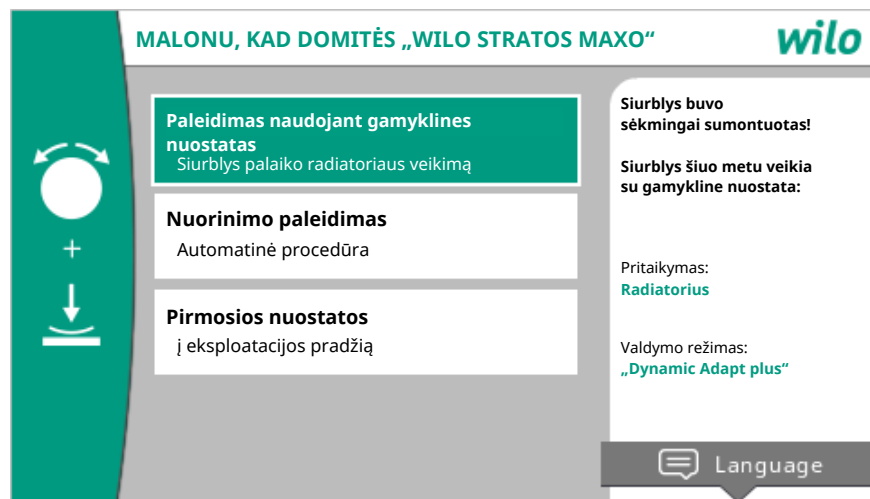 MALONU, KAD DOMITĖS „WILO STRATOS MAXO“
wilo
Paleidimas naudojant gamyklines
nuostatas
Siurblys palaiko radiatoriaus veikimą
Nuorinimo paleidimas
Automatinė procedūra
Pirmosios nuostatos
į eksploatacijos pradžią
Siurblys buvo
sėkmingai sumontuotas!
Siurblys šiuo metu veikia
su gamykline nuostata:
Pritaikymas:
Radiatorius
Valdymo režimas:
„Dynamic Adapt plus“
Language